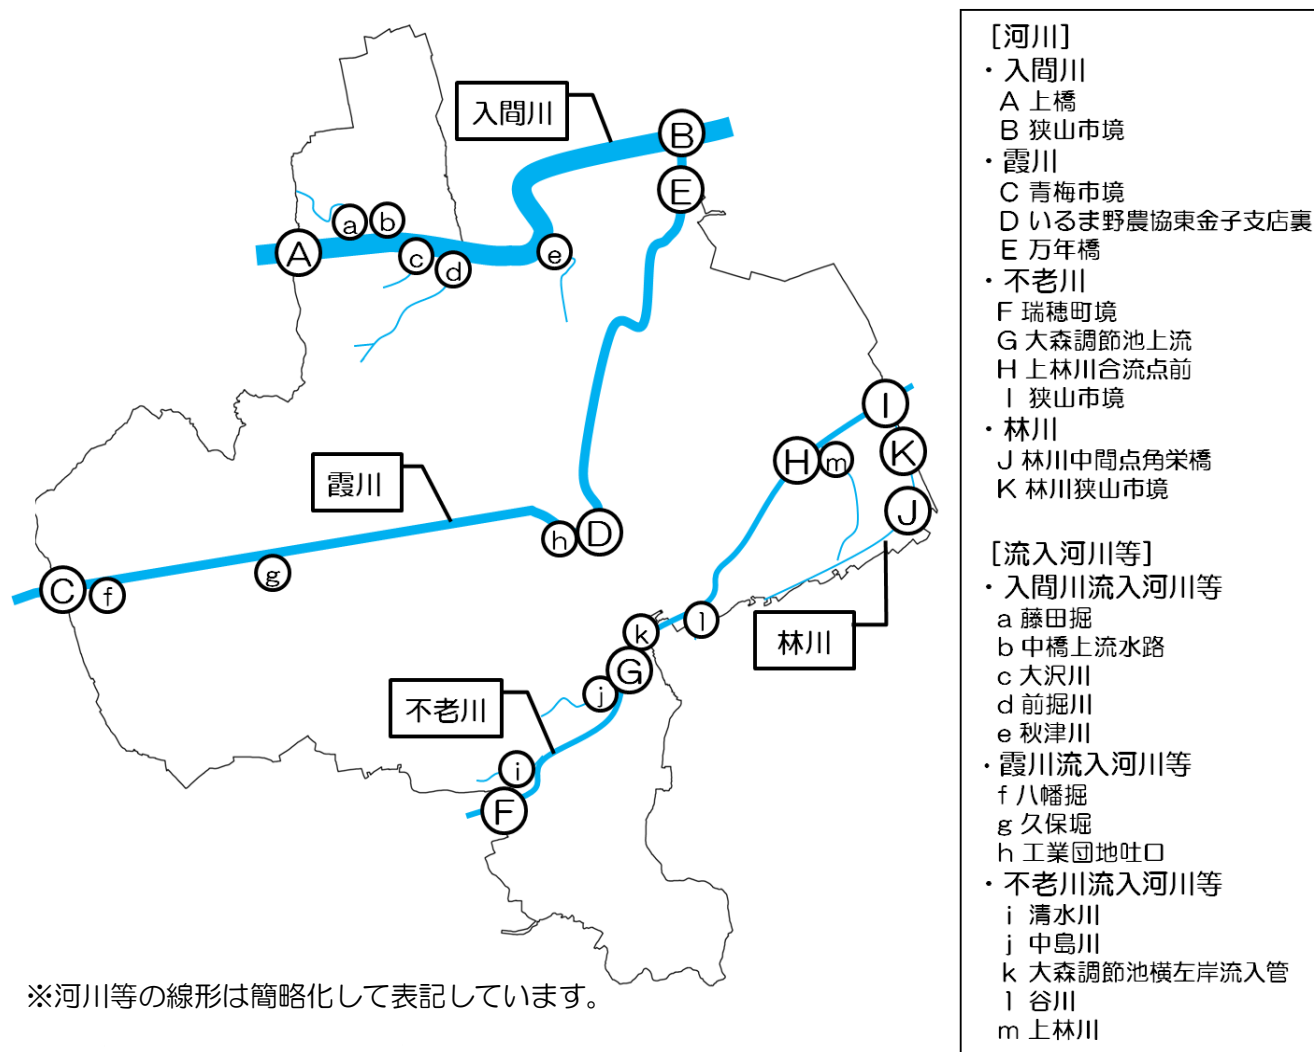 入間川
B
E
a
b
A
c
d
e
I
H
m
K
J
霞川
h
D
g
C
f
l
k
林川
G
j
不老川
i
F
※河川等の線形は簡略化して表記しています。
[河川]
・入間川
A 上橋
B 狭山市境
・霞川
C 青梅市境
D いるま野農協東金子支店裏
E 万年橋
・不老川
F 瑞穂町境
G 大森調節池上流
H 上林川合流点前
I 狭山市境
・林川
J 林川中間点角栄橋
K 林川狭山市境
[流入河川等]
・入間川流入河川等
a 藤田堀
b 中橋上流水路
c 大沢川
d 前堀川
e 秋津川
・霞川流入河川等
f 八幡堀
g 久保堀
h 工業団地吐口
・不老川流入河川等
i 清水川
j 中島川
k 大森調節池横左岸流入管
l 谷川
m 上林川